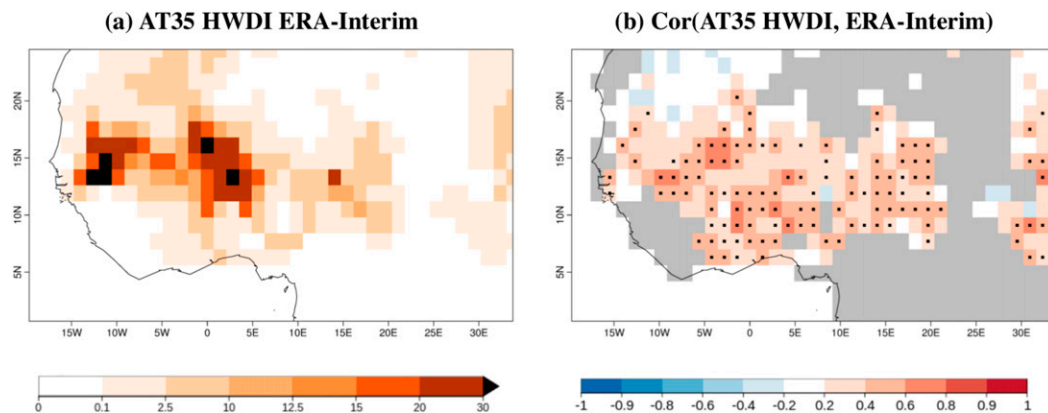 (a) AT35 HWDI ERA-Interim
(b) Cor(AT35 HWDI, ERA-Interim)
20N
15N
10N
5N
15W 10W 5W 0 5E 10E 15E 20E 25E 30E
20N
15N
10N
5N
15W 10W 5W 0 5E 10E 15E 20E 25E 30E
0 0.1 2.5 10 12.5 15 20 30
-1 -0.9 -0.8 -0.6 -0.4 -0.2 0.2 0.4 0.6 0.8 0.9 1